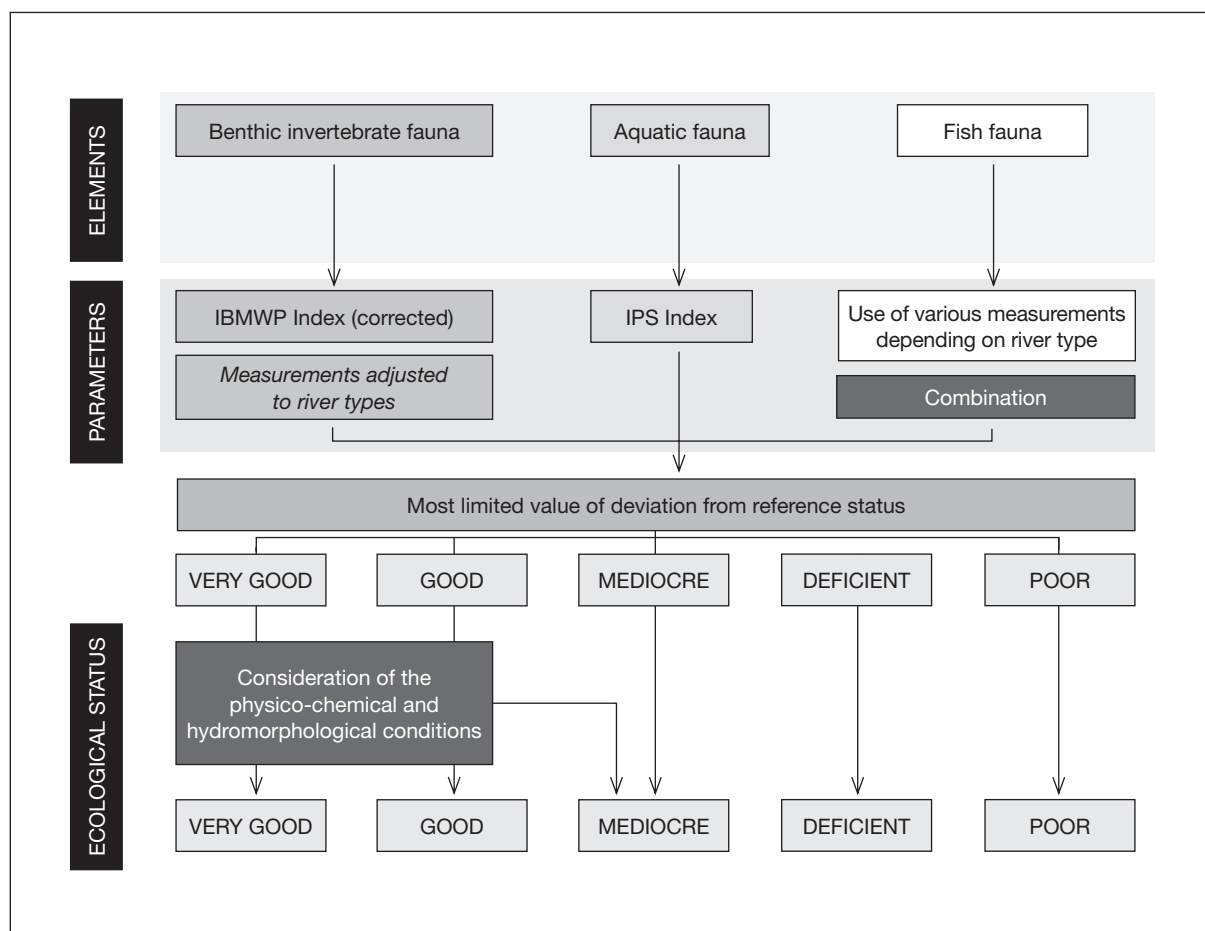 ELEMENTS
Benthic invertebrate fauna
Aquatic fauna
Fish fauna
PARAMETERS
IBMWP Index (corrected)
IPS Index
Use of various measurements
depending on river type
Measurements adjusted
to river types
Combination
Most limited value of deviation from reference status
ECOLOGICAL STATUS
VERY GOOD
GOOD
MEDIOCRE
DEFICIENT
POOR
Consideration of the
physico-chemical and
hydromorphological conditions
VERY GOOD
GOOD
MEDIOCRE
DEFICIENT
POOR